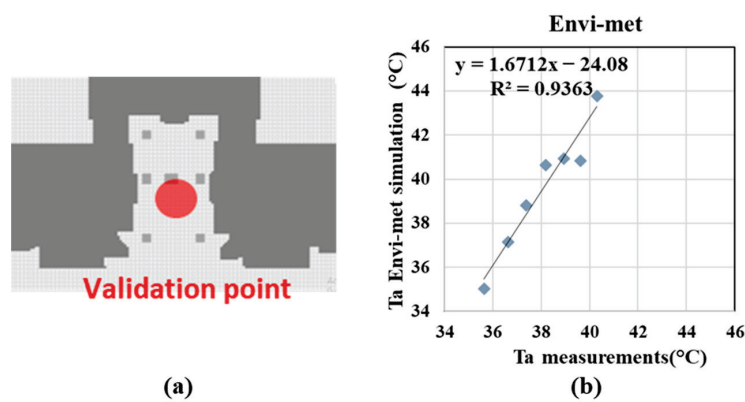 Validation point
(a)
Envi-met
y = 1.6712x − 24.08
R² = 0.9363
Ta Envi-met simulation (°C)
46
44
42
40
38
36
34
34 36 38 40 42 44 46
Ta measurements(°C)
(b)